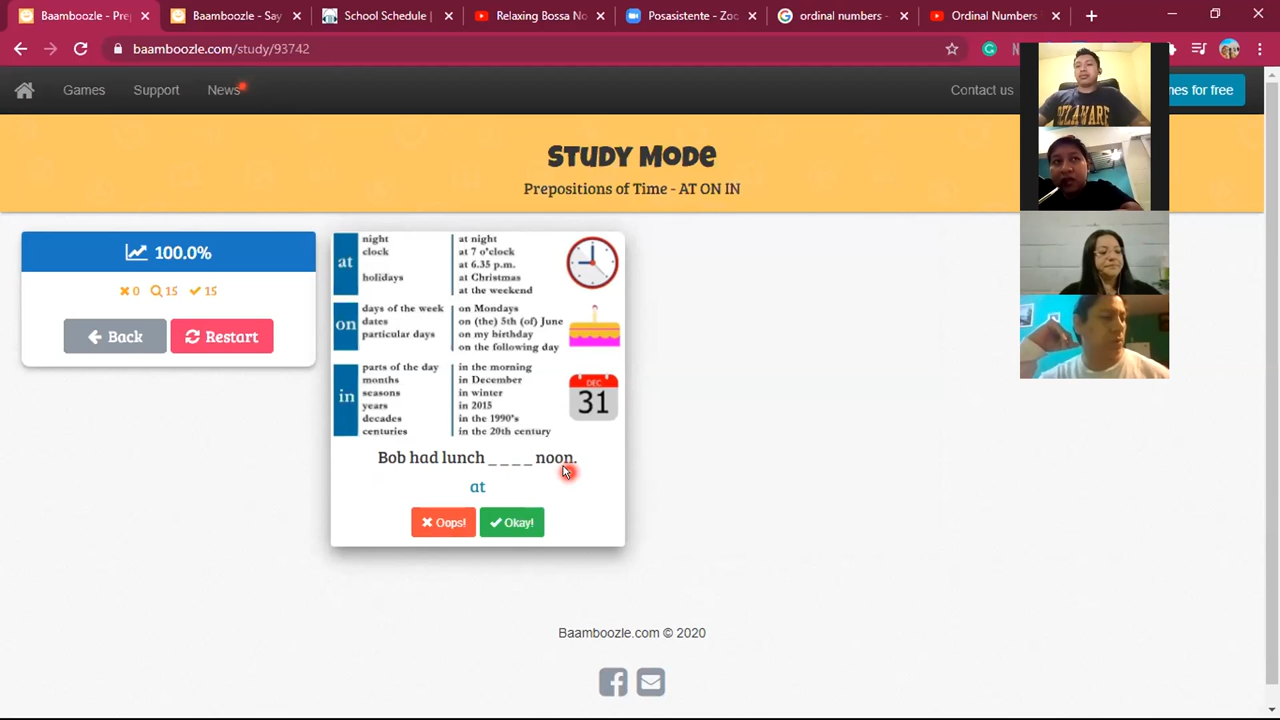 Baamboozle - Pre
Baamboozle - Say
School Schedule
Relaxing Bossa No
Posasistente - Zoo
ordinal numbers -
Ordinal Numbers
baamboozle.com/study/93742
Games
Support
News
Contact us
nes for free
DELAWARE
Study Mode
Prepositions of Time - AT ON IN
100.0%
0 15 15
Back
Restart
at
night at night
clock at 7 o'clock
at 6.35 p.m.
holidays at Christmas
at the weekend
on
days of the week on Mondays
dates on (the) 5th (of) June
particular days on my birthday
on the following day
in
parts of the day in the morning
months in December
seasons in winter
years in 2015
decades in the 1990's
centuries in the 20th century
DEC
31
Bob had lunch _ _ _ _ noon.
at
Oops!
Okay!
Baamboozle.com © 2020